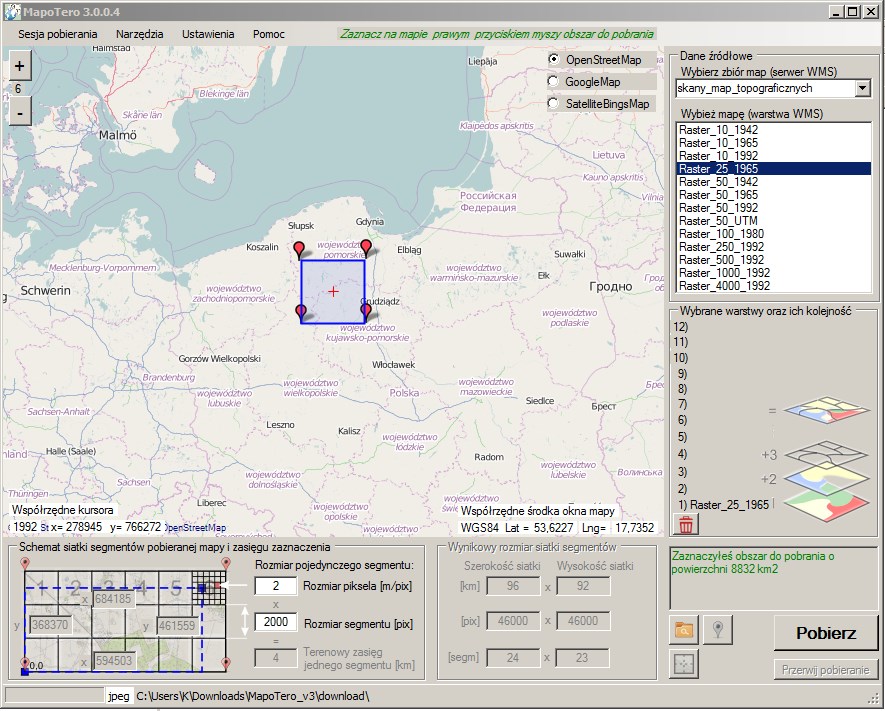 MapoTero 3.0.0.4
Sesja pobierania Narzędzia Ustawienia Pomoc
Zaznacz na mapie prawym przyciskiem myszy obszar do pobrania
+
6
-
OpenStreetMap
GoogleMap
SatelliteBingsMap
Halmstad
Liepāja
Blekinge län
Skåne län
Malmö
Klaipėdos apskritis
Lietuva
Kauno apskritis
Российская
Федерация
Słupsk
Gdynia
Koszalin
województwo
pomorskie
Elbląg
Suwałki
Mecklenburg-Vorpommern
województwo
warmińsko-mazurskie
Ełk
Schwerin
województwo
zachodniopomorskie
Grudziądz
Гродно
województwo
podlaskie
województwo
kujawsko-pomorskie
Gorzów Wielkopolski
Włocławek
Brandenburg
województwo
lubuskie
województwo
wielkopolskie
Polska
województwo
mazowieckie
Siedlce
Брест
Sachsen-Anhalt
Leszno
Kalisz
województwo
łódzkie
Halle (Saale)
Radom
Sachsen
województwo
dolnośląskie
województwo
lubelskie
Волинська
Thüringen
Liberec
województwo
opolskie
Współrzędne kursora
1992 St x= 278945 y= 766272 OpenStreetMap
Współrzędne środka okna mapy
WGS84 Lat = 53,6227 Lng= 17,7352
Dane źródłowe
Wybierz zbiór map (serwer WMS)
skany_map_topograficznych
Wybież mapę (warstwa WMS)
Raster_10_1942
Raster_10_1965
Raster_10_1992
Raster_25_1965
Raster_50_1942
Raster_50_1965
Raster_50_1992
Raster_50_UTM
Raster_100_1980
Raster_250_1992
Raster_500_1992
Raster_1000_1992
Raster_4000_1992
Wybrane warstwy oraz ich kolejność
12)
11)
10)
9)
8)
7)
6)
5)
4)
3)
2)
1) Raster_25_1965
=
+3
+2
Schemat siatki segmentów pobieranej mapy i zasięgu zaznaczenia
1 2 3 4 5
x 684185
y 368370
y 461559
x 594503
0,0
Rozmiar pojedynczego segmentu:
2 Rozmiar piksela [m/pix]
x
2000 Rozmiar segmentu [pix]
=
4 Terenowy zasięg
jednego segmentu [km]
Wynikowy rozmiar siatki segmentów
Szerokość siatki Wysokość siatki
[km] 96 x 92
[pix] 46000 x 46000
[segm] 24 x 23
Zaznaczyłeś obszar do pobrania o
powierzchni 8832 km2
Pobierz
Przerwij pobieranie
jpeg C:\Users\K\Downloads\MapoTero_v3\download\